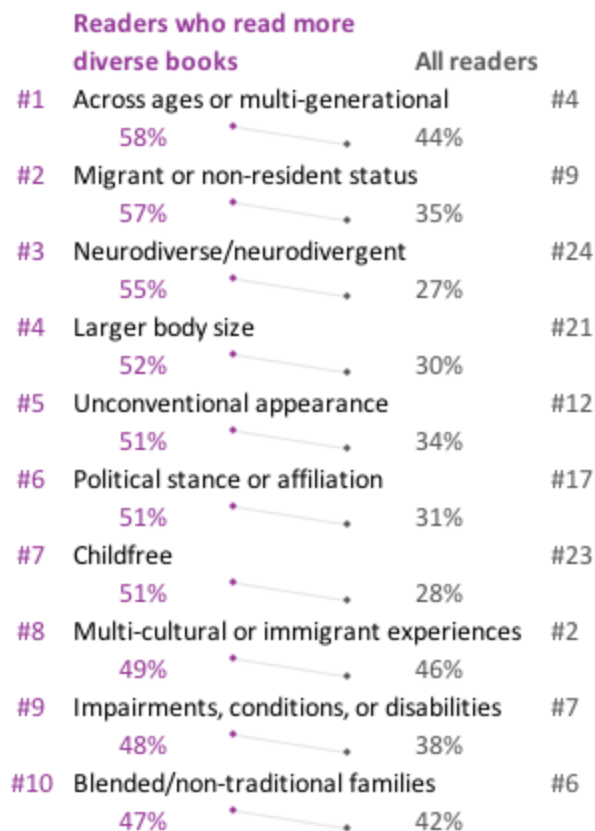 Readers who read more
diverse books All readers
#1 Across ages or multi-generational #4
58% 44%
#2 Migrant or non-resident status #9
57% 35%
#3 Neurodiverse/neurodivergent #24
55% 27%
#4 Larger body size #21
52% 30%
#5 Unconventional appearance #12
51% 34%
#6 Political stance or affiliation #17
51% 31%
#7 Childfree #23
51% 28%
#8 Multi-cultural or immigrant experiences #2
49% 46%
#9 Impairments, conditions, or disabilities #7
48% 38%
#10 Blended/non-traditional families #6
47% 42%